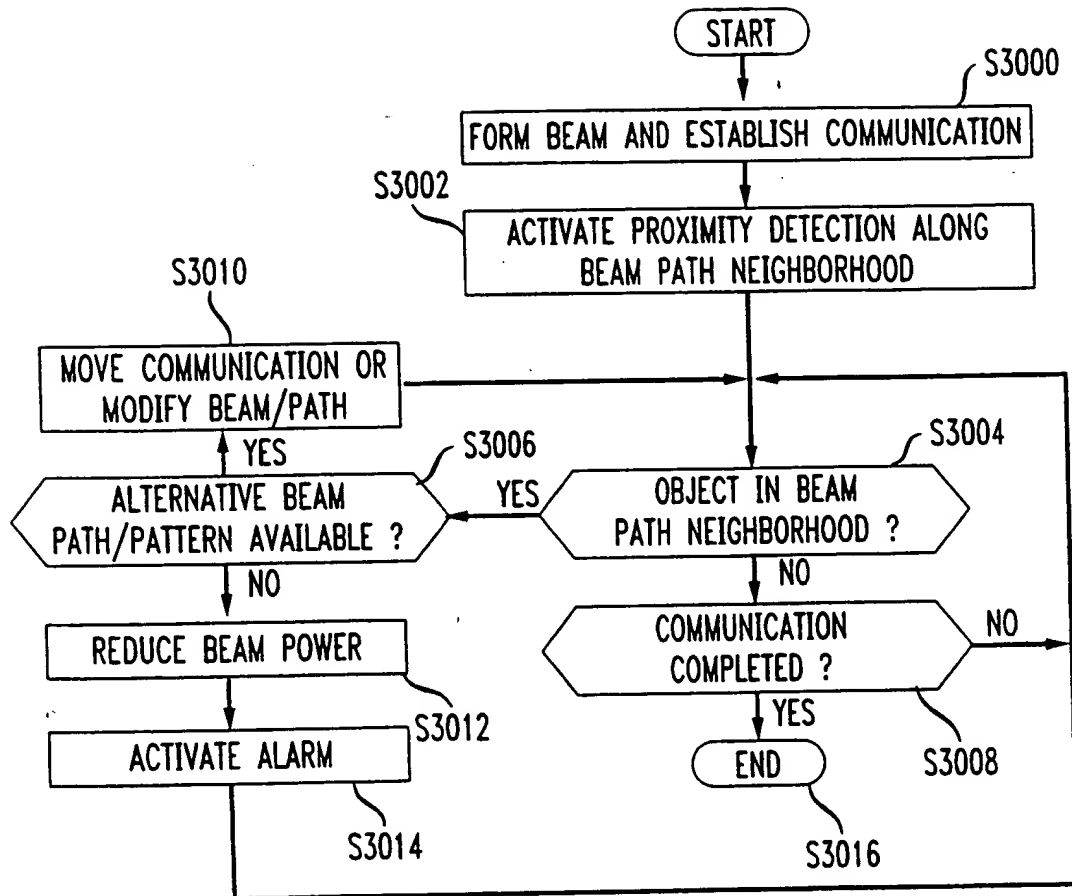 START
S3000
FORM BEAM AND ESTABLISH COMMUNICATION
S3002
ACTIVATE PROXIMITY DETECTION ALONG
BEAM PATH NEIGHBORHOOD
S3010
MOVE COMMUNICATION OR
MODIFY BEAM/PATH
YES
S3006
ALTERNATIVE BEAM
PATH/PATTERN AVAILABLE ?
YES
S3004
OBJECT IN BEAM
PATH NEIGHBORHOOD ?
NO
NO
REDUCE BEAM POWER
S3012
COMMUNICATION
COMPLETED ?
NO
YES
S3008
ACTIVATE ALARM
S3014
END
S3016